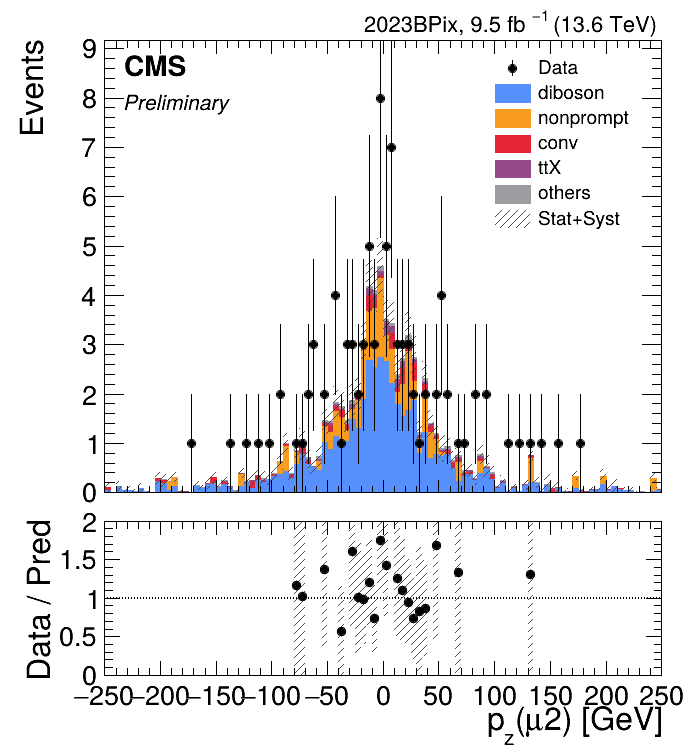 2023BPix, 9.5 fb⁻¹ (13.6 TeV)
CMS
Preliminary
Events
9
8
7
6
5
4
3
2
1
0
Data
diboson
nonprompt
conv
ttX
others
Stat+Syst
Data / Pred
2
1.5
1
0.5
0
−250−200−150−100−50 0 50 100 150 200 250
p_z(μ2) [GeV]